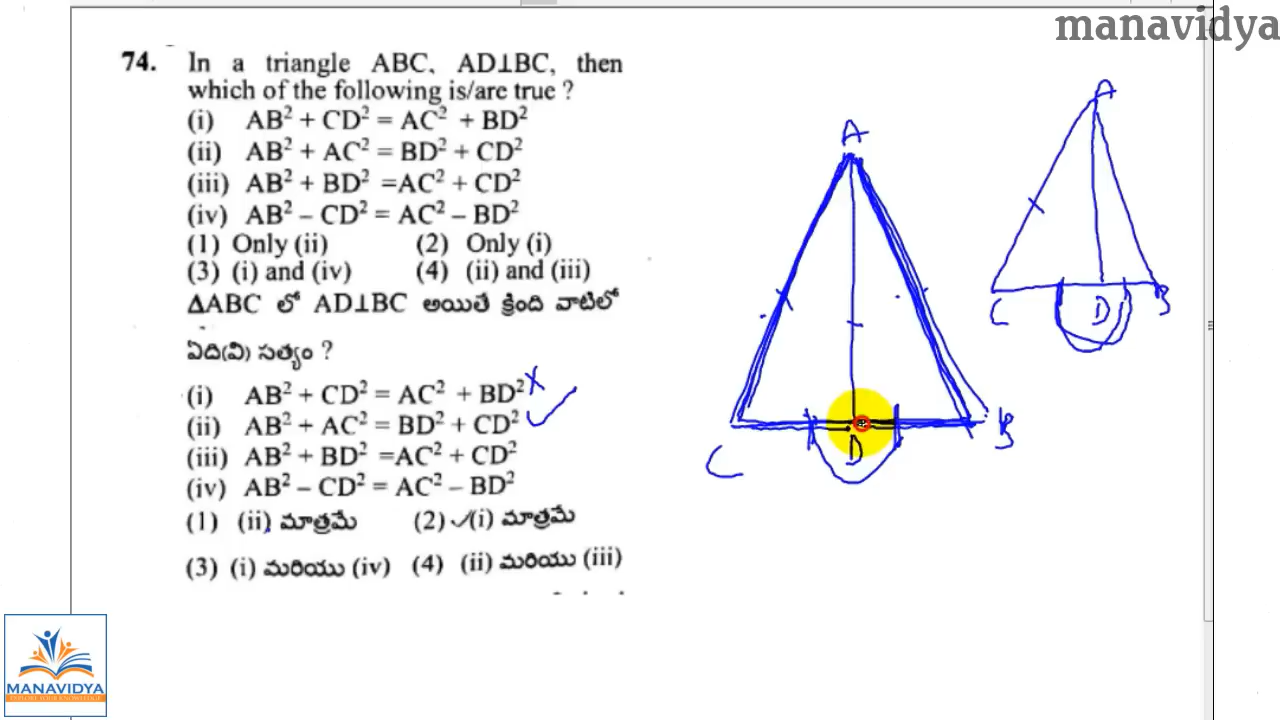 manavidya
74. In a triangle ABC, AD⊥BC, then
which of the following is/are true ?
(i) AB² + CD² = AC² + BD²
(ii) AB² + AC² = BD² + CD²
(iii) AB² + BD² =AC² + CD²
(iv) AB² – CD² = AC² – BD²
(1) Only (ii) (2) Only (i)
(3) (i) and (iv) (4) (ii) and (iii)
ΔABC లో AD⊥BC అయితే క్రింది వాటిలో
ఏది(వి) సత్యం ?
(i) AB² + CD² = AC² + BD² ✗
(ii) AB² + AC² = BD² + CD² ✓
(iii) AB² + BD² =AC² + CD²
(iv) AB² – CD² = AC² – BD²
(1) (ii) మాత్రమే (2) ✓(i) మాత్రమే
(3) (i) మరియు (iv) (4) (ii) మరియు (iii)
A
C
D
B
A
C
D
B
MANAVIDYA